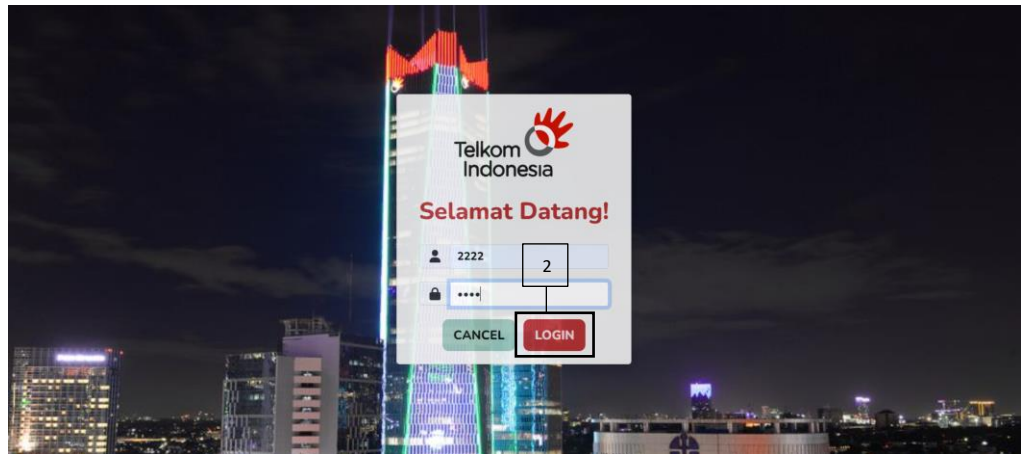 Telkom
Indonesia
Selamat Datang!
2222
2
••••
CANCEL
LOGIN